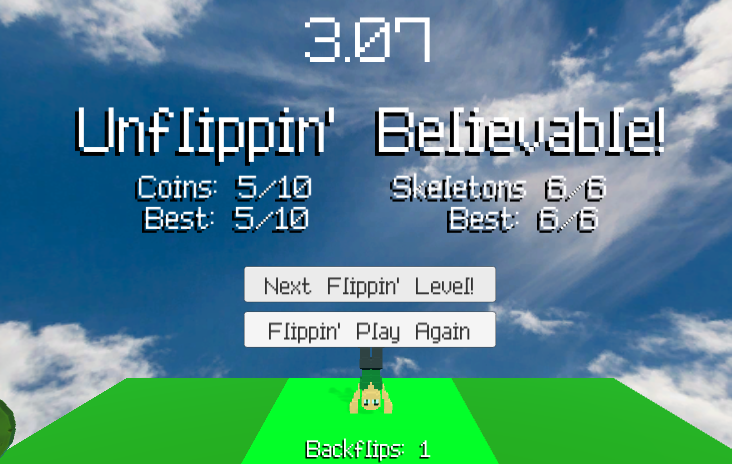 3.07
Unflippin' Believable!
Coins: 5/10 Skeletons 6/6
Best: 5/10 Best: 6/6
Next Flippin' Level!
Flippin' Play Again
Backflips: 1